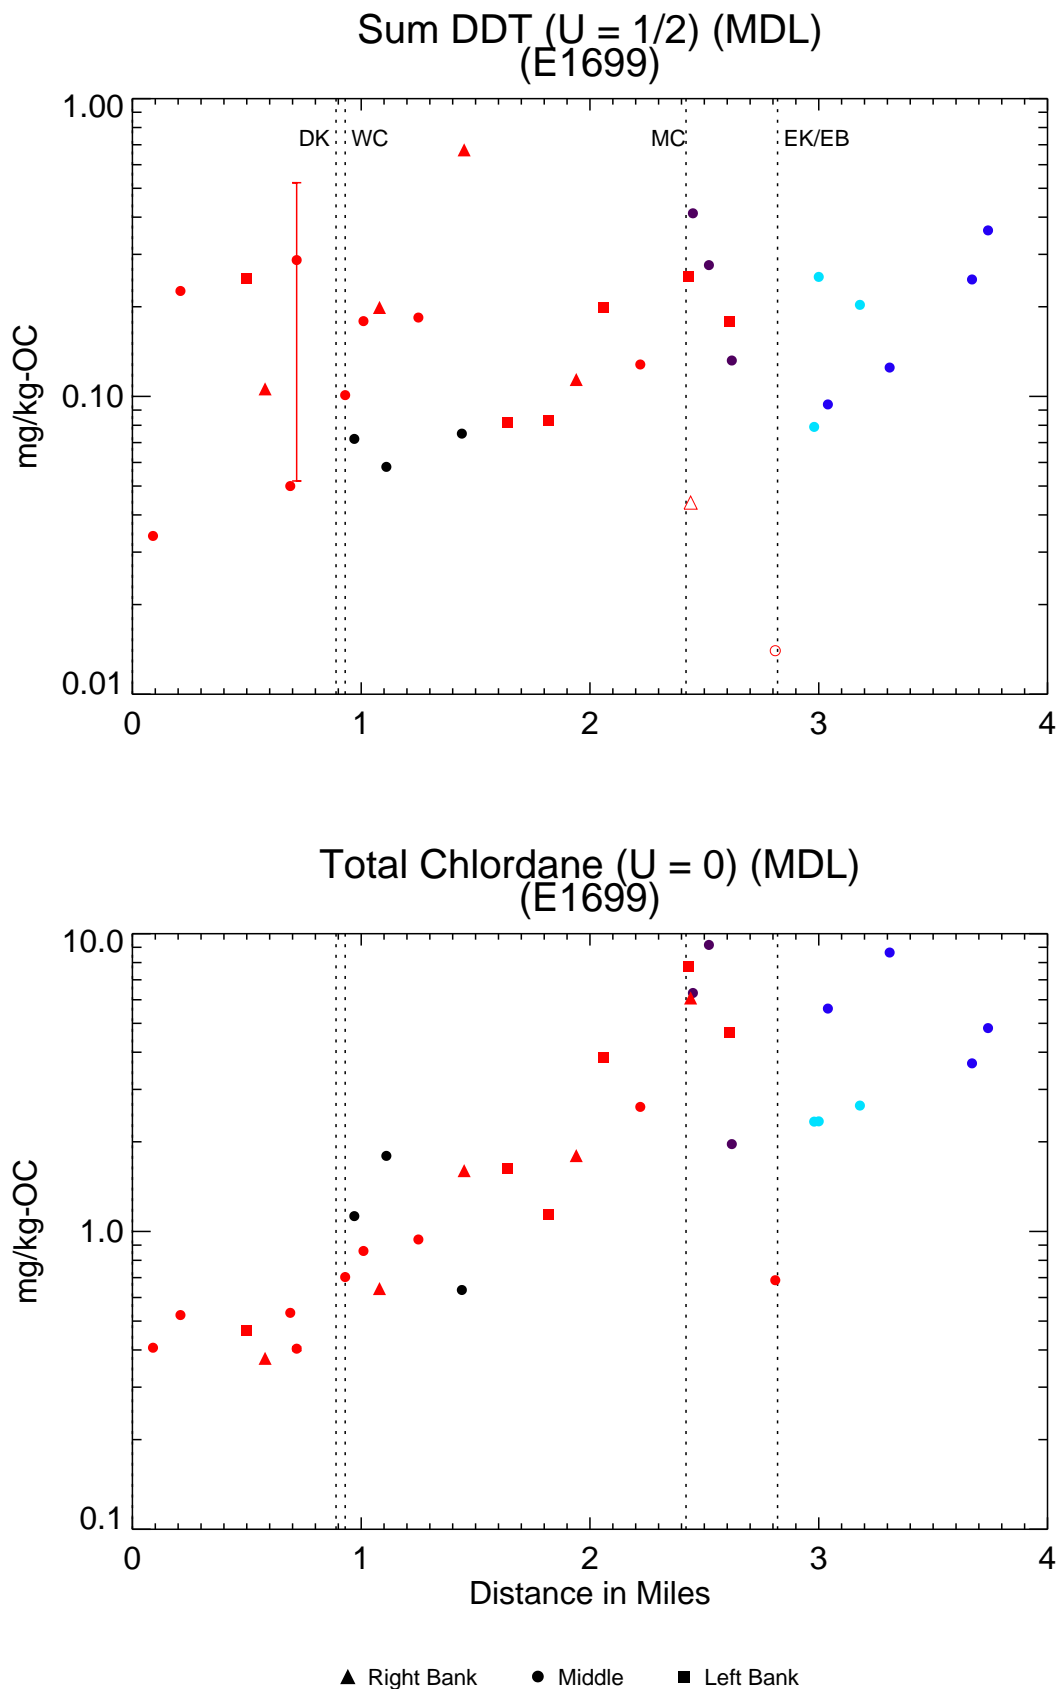 Sum DDT (U = 1/2) (MDL)
(E1699)
1.00
DK
WC
MC
EK/EB
mg/kg-OC
0.10
0.01
0
1
2
3
4
Total Chlordane (U = 0) (MDL)
(E1699)
10.0
mg/kg-OC
1.0
0.1
0
1
2
3
4
Distance in Miles
Right Bank
Middle
Left Bank